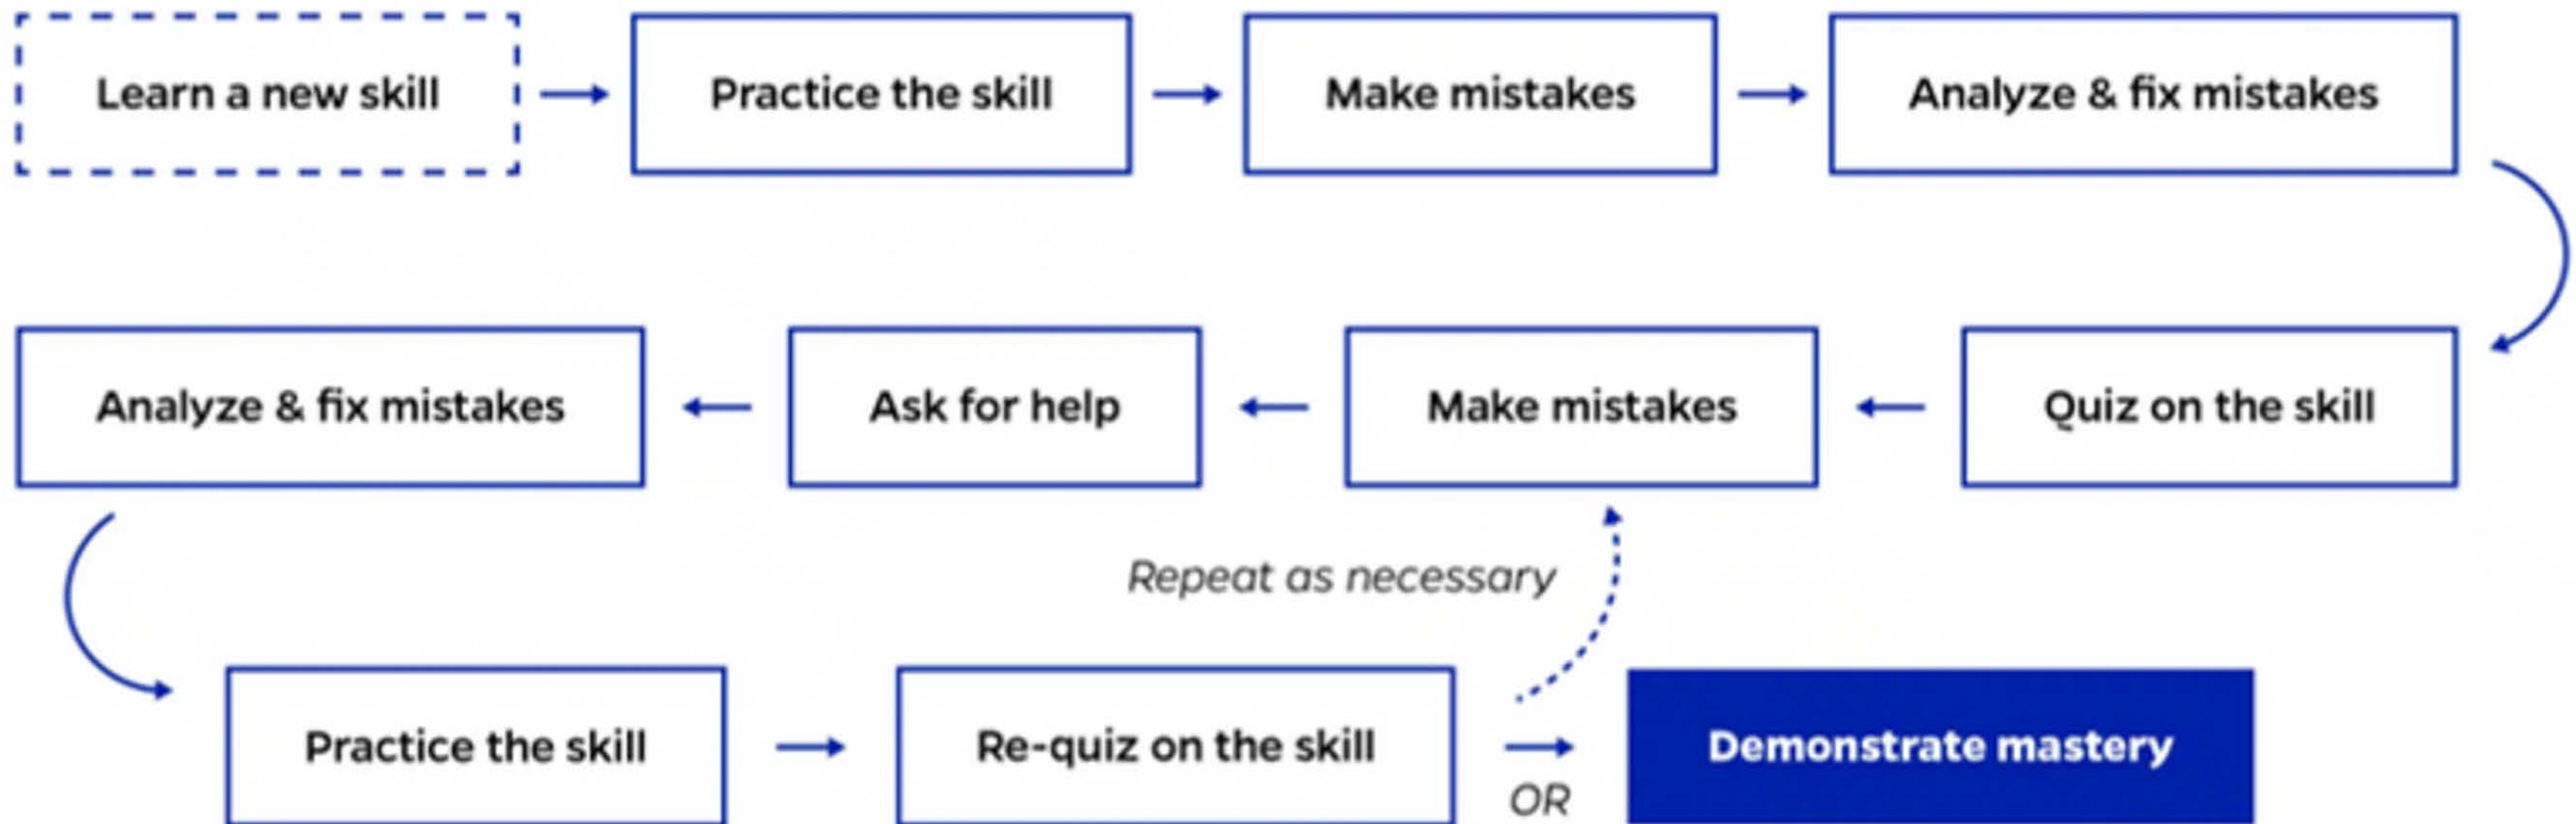 Learn a new skill
Practice the skill
Make mistakes
Analyze & fix mistakes
Quiz on the skill
Make mistakes
Ask for help
Analyze & fix mistakes
Repeat as necessary
Practice the skill
Re-quiz on the skill
OR
Demonstrate mastery